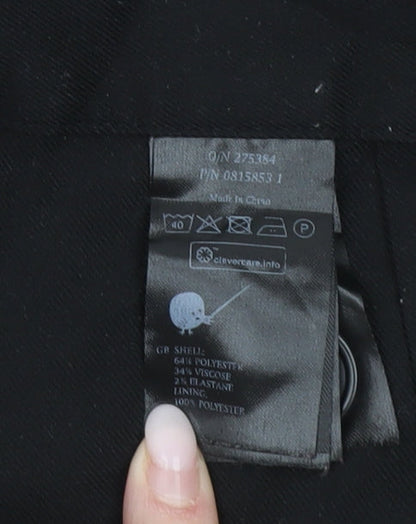 O/N 275384
P/N 0815853 1
Made in China
40 P
clevercare.info
GB SHELL:
64% POLYESTER
34% VISCOSE
2% ELASTANE
LINING:
100% POLYESTER